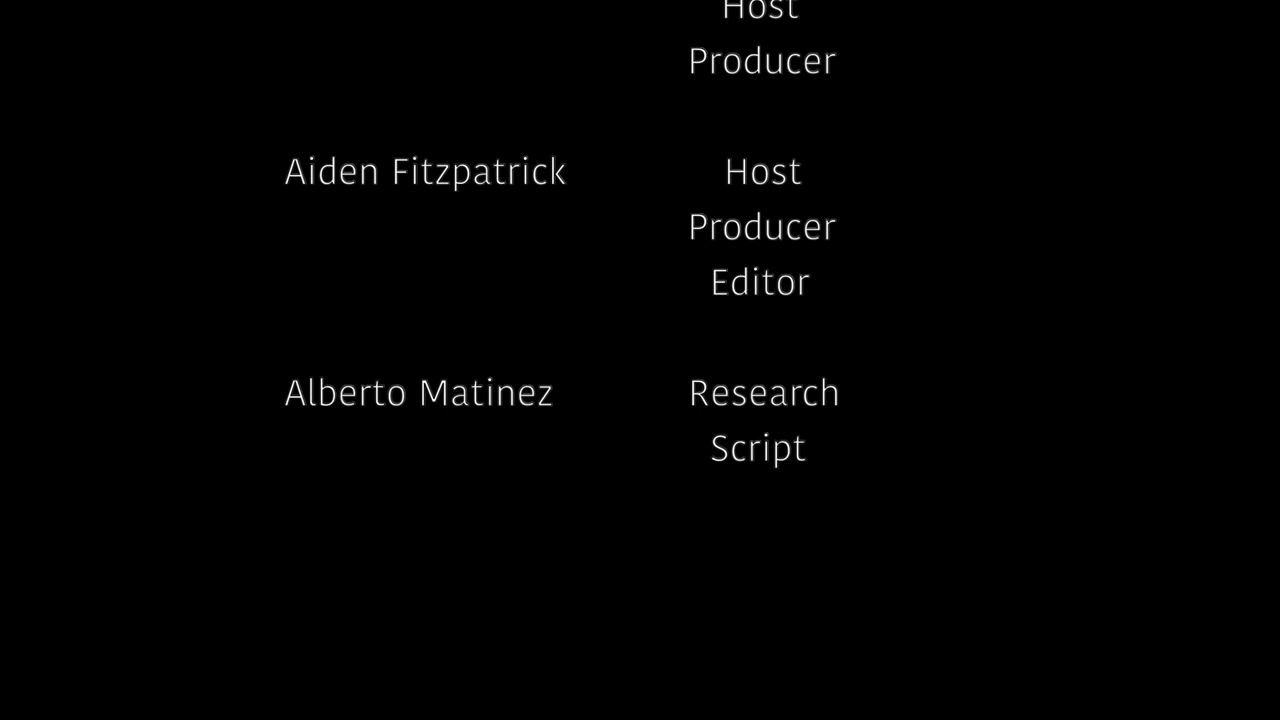 Host
Producer
Aiden Fitzpatrick Host
Producer
Editor
Alberto Matinez Research
Script